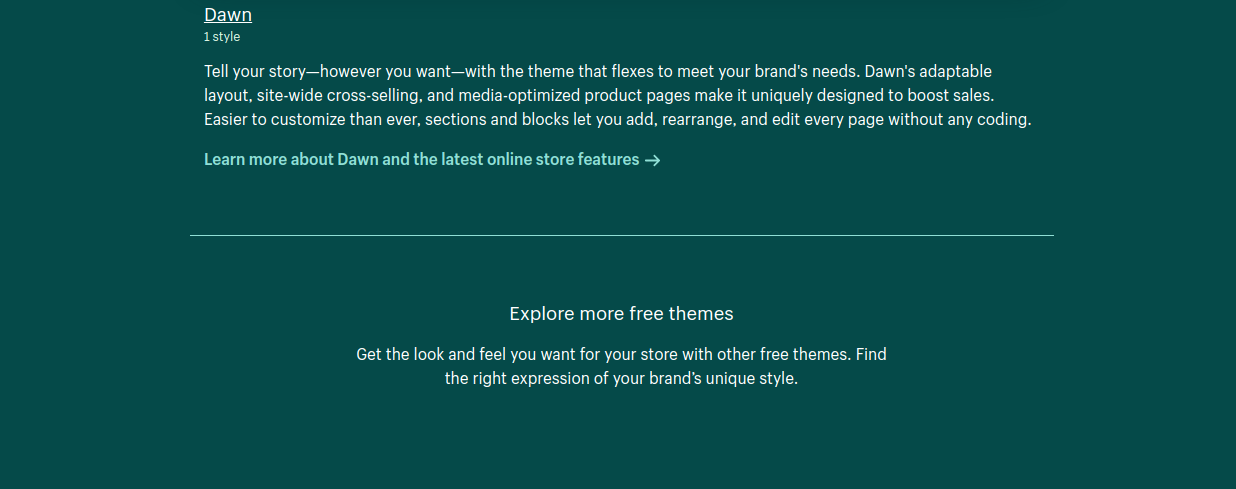 Dawn
1 style
Tell your story—however you want—with the theme that flexes to meet your brand's needs. Dawn's adaptable
layout, site-wide cross-selling, and media-optimized product pages make it uniquely designed to boost sales.
Easier to customize than ever, sections and blocks let you add, rearrange, and edit every page without any coding.
Learn more about Dawn and the latest online store features →
Explore more free themes
Get the look and feel you want for your store with other free themes. Find
the right expression of your brand’s unique style.